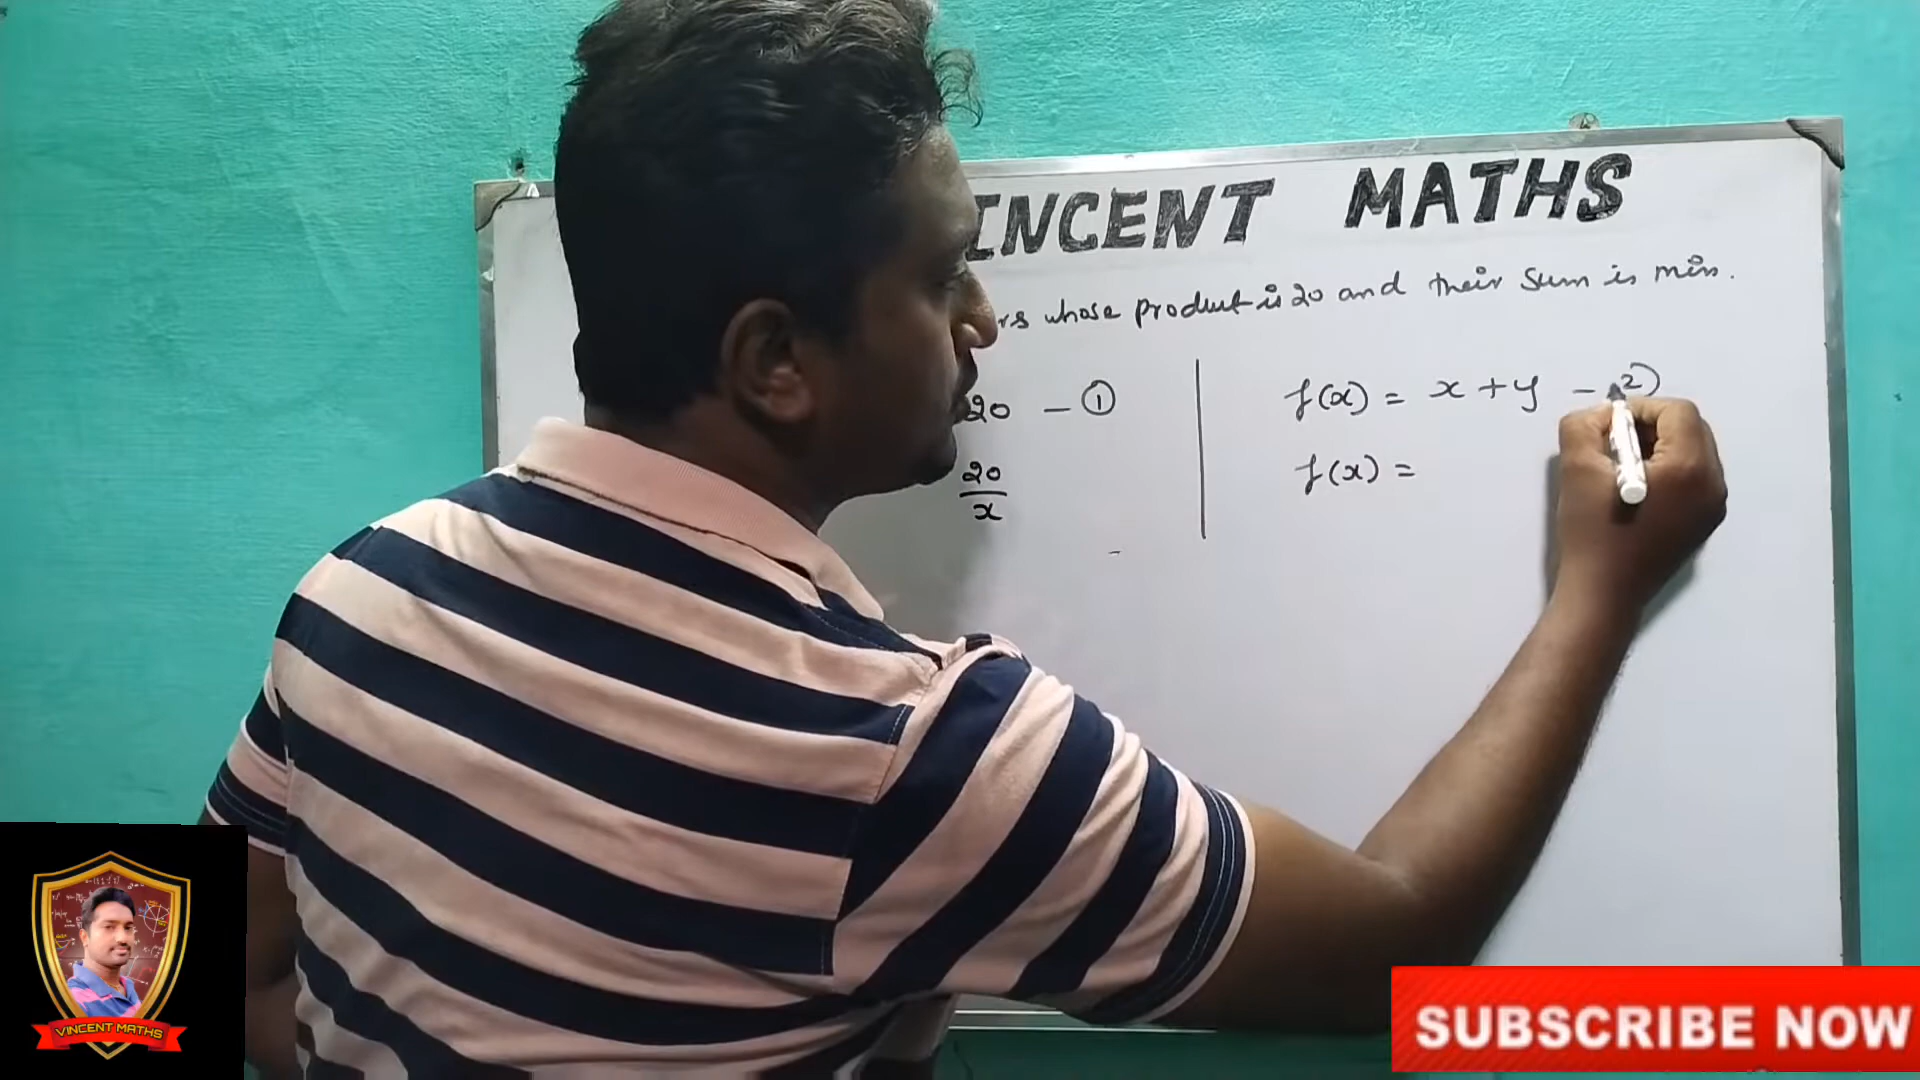 INCENT MATHS
rs whose product is 20 and their sum is min.
20 - ①
20
x
f(x) = x + y - 2)
f(x) =
VINCENT MATHS
SUBSCRIBE NOW